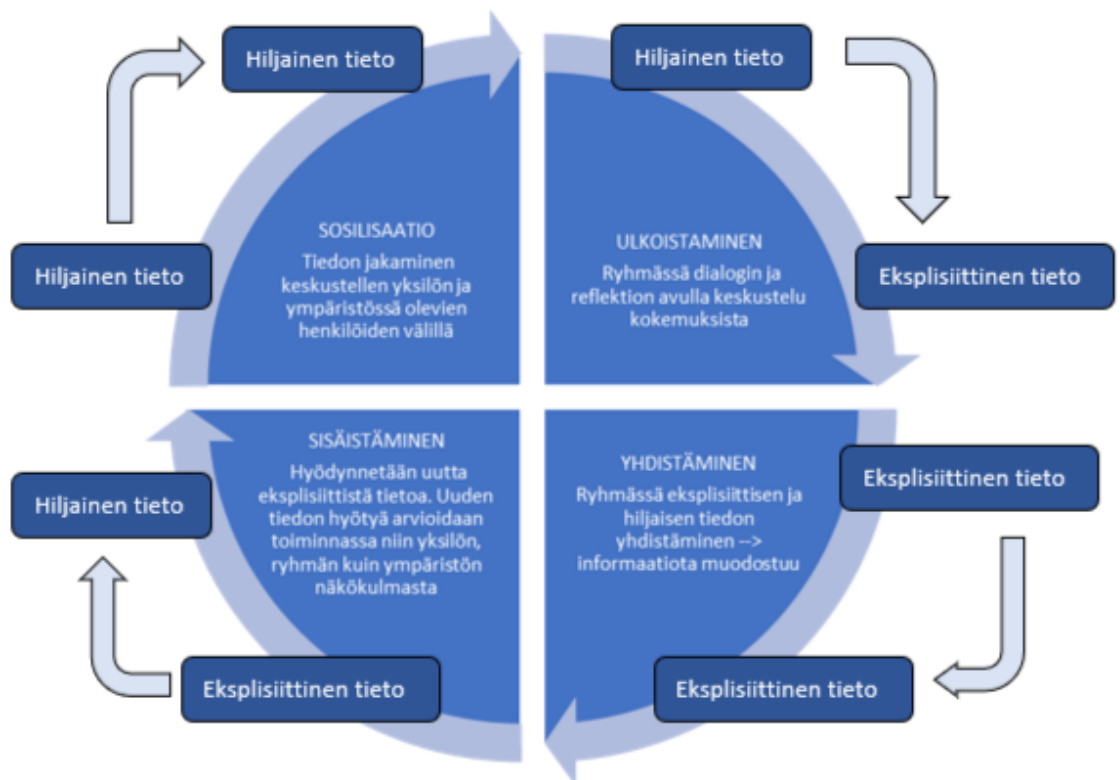 Hiljainen tieto
Hiljainen tieto
SOSILISAATIO
Tiedon jakaminen
keskustellen yksilön ja
ympäristössä olevien
henkilöiden välillä
Hiljainen tieto
Eksplisiittinen tieto
ULKOISTAMINEN
Ryhmässä dialogin ja
reflektion avulla keskustelu
kokemuksista
Eksplisiittinen tieto
Eksplisiittinen tieto
YHDISTÄMINEN
Ryhmässä eksplisiittisen ja
hiljaisen tiedon
yhdistäminen -->
informaatiota muodostuu
Hiljainen tieto
Eksplisiittinen tieto
SISÄISTÄMINEN
Hyödynnetään uutta
eksplisiittistä tietoa. Uuden
tiedon hyötyä arvioidaan
toiminnassa niin yksilön,
ryhmän kuin ympäristön
näkökulmasta